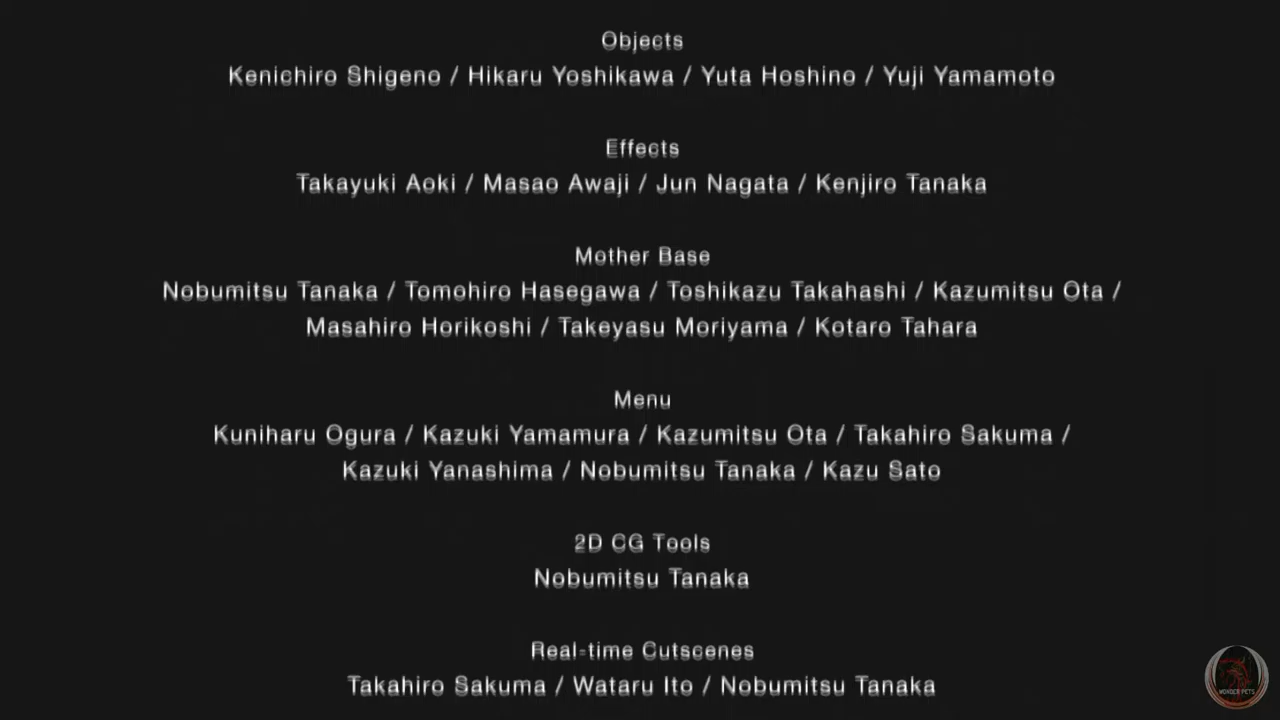 Objects
Kenichiro Shigeno / Hikaru Yoshikawa / Yuta Hoshino / Yuji Yamamoto
Effects
Takayuki Aoki / Masao Awaji / Jun Nagata / Kenjiro Tanaka
Mother Base
Nobumitsu Tanaka / Tomohiro Hasegawa / Toshikazu Takahashi / Kazumitsu Ota /
Masahiro Horikoshi / Takeyasu Moriyama / Kotaro Tahara
Menu
Kuniharu Ogura / Kazuki Yamamura / Kazumitsu Ota / Takahiro Sakuma /
Kazuki Yanashima / Nobumitsu Tanaka / Kazu Sato
2D CG Tools
Nobumitsu Tanaka
Real-time Cutscenes
Takahiro Sakuma / Wataru Ito / Nobumitsu Tanaka
WONDER PETS